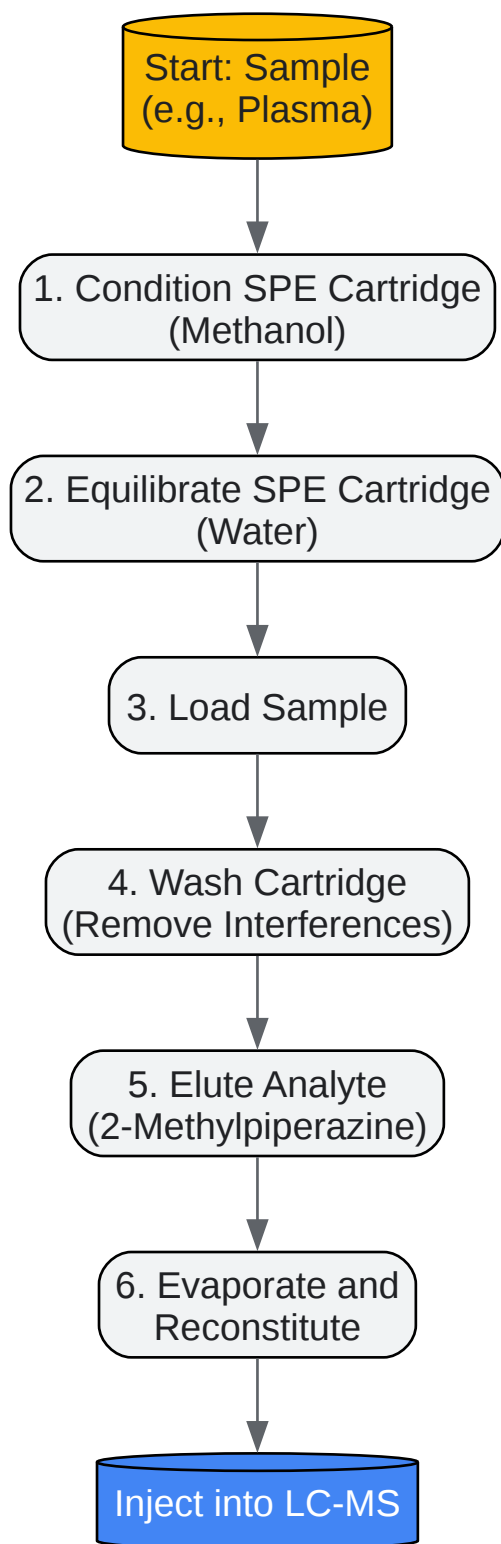 Start: Sample
(e.g., Plasma)
1. Condition SPE Cartridge
(Methanol)
2. Equilibrate SPE Cartridge
(Water)
3. Load Sample
4. Wash Cartridge
(Remove Interferences)
5. Elute Analyte
(2-Methylpiperazine)
6. Evaporate and
Reconstitute
Inject into LC-MS